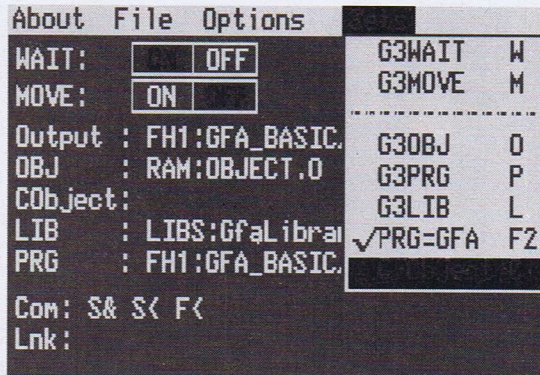 About File Options
WAIT: OFF
MOVE: ON
Output : FH1:GFA_BASIC
OBJ : RAM:OBJECT.O
CObject:
LIB : LIBS:GfaLibrar
PRG : FH1:GFA_BASIC
Com: S& S< F<
Lnk:
G3WAIT W
G3MOVE M
G3OBJ O
G3PRG P
G3LIB L
√PRG=GFA F2